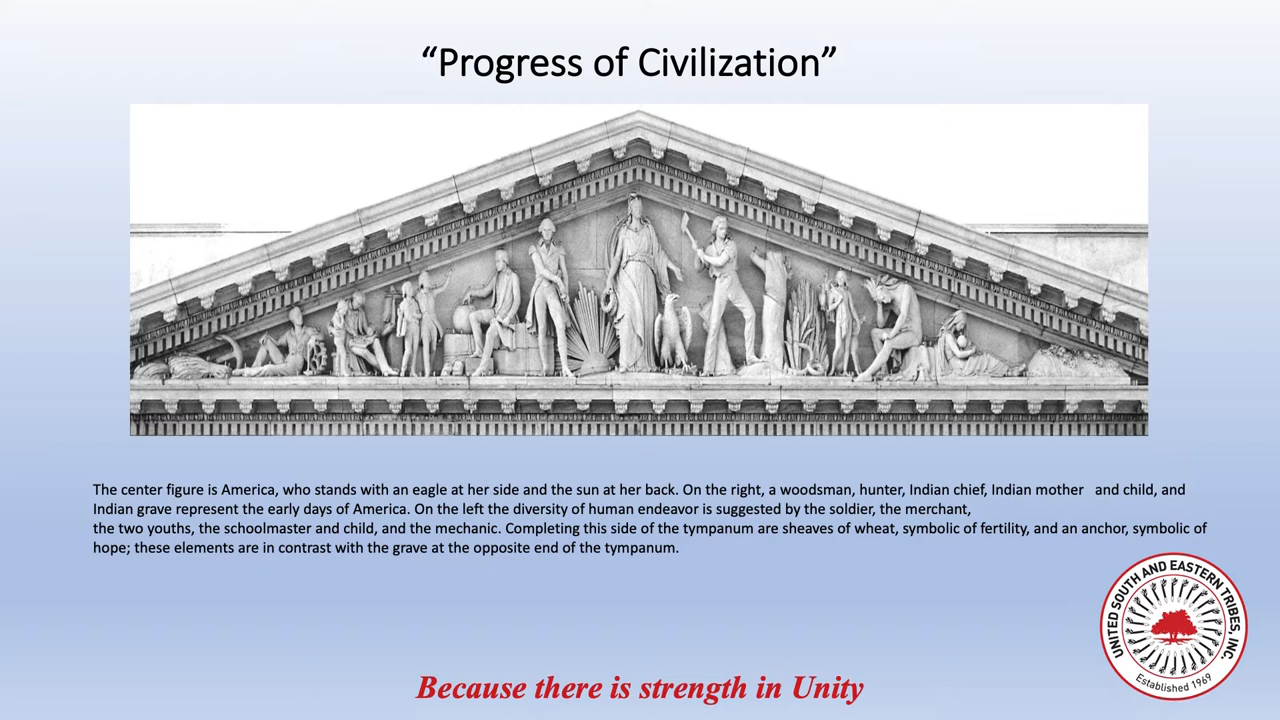 “Progress of Civilization”
The center figure is America, who stands with an eagle at her side and the sun at her back. On the right, a woodsman, hunter, Indian chief, Indian mother   and child, and
Indian grave represent the early days of America. On the left the diversity of human endeavor is suggested by the soldier, the merchant,
the two youths, the schoolmaster and child, and the mechanic. Completing this side of the tympanum are sheaves of wheat, symbolic of fertility, and an anchor, symbolic of
hope; these elements are in contrast with the grave at the opposite end of the tympanum.
UNITED SOUTH AND EASTERN TRIBES, INC.
Established 1969
Because there is strength in Unity